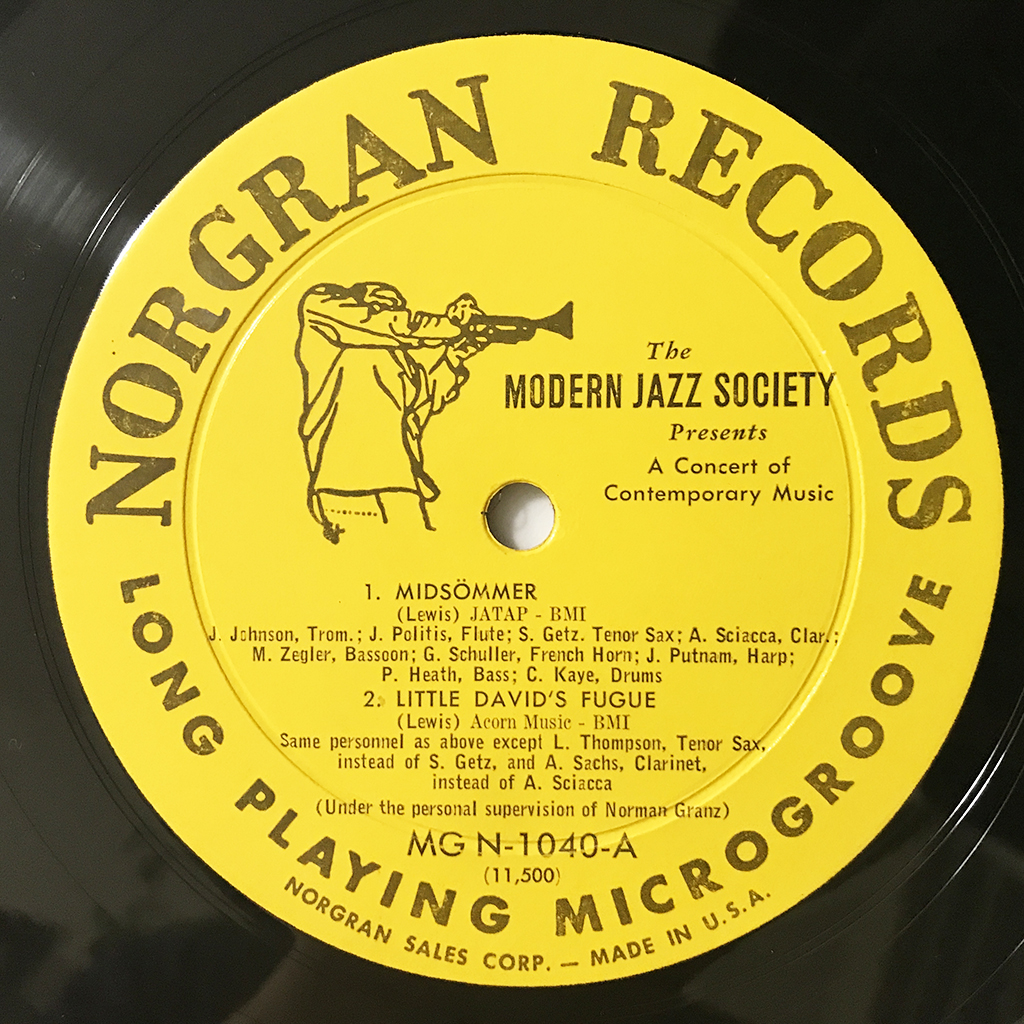 NORGRAN RECORDS
The
MODERN JAZZ SOCIETY
Presents
A Concert of
Contemporary Music
1. MIDSÖMMER
(Lewis) JATAP - BMI
J. Johnson, Trom.; J. Politis, Flute; S. Getz. Tenor Sax; A. Sciacca, Clar.;
M. Zegler, Bassoon; G. Schuller, French Horn; J. Putnam, Harp;
P. Heath, Bass; C. Kaye, Drums
2. LITTLE DAVID'S FUGUE
(Lewis) Acorn Music - BMI
Same personnel as above except L. Thompson, Tenor Sax,
instead of S. Getz, and A. Sachs, Clarinet,
instead of A. Sciacca
(Under the personal supervision of Norman Granz)
MG N-1040-A
(11,500)
LONG PLAYING MICROGROOVE
NORGRAN SALES CORP. — MADE IN U.S.A.